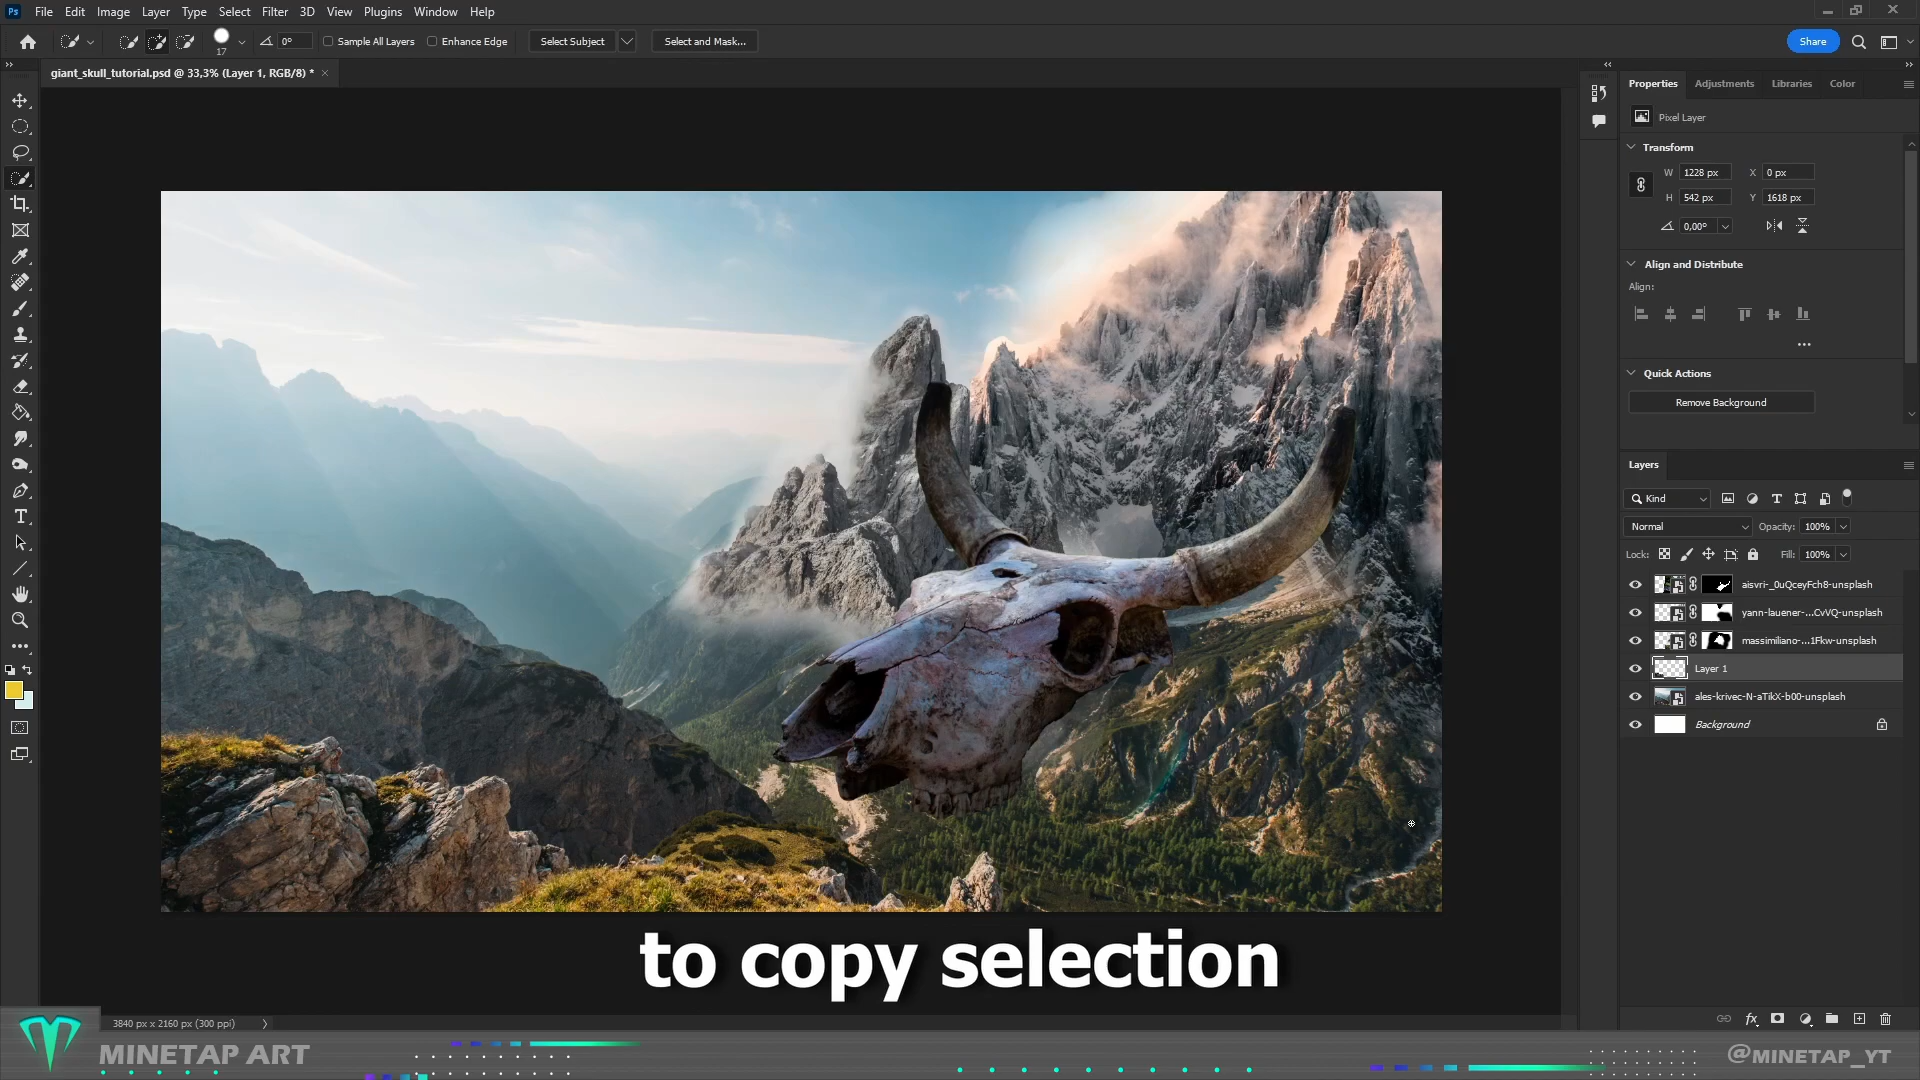 Ps File Edit Image Layer Type Select Filter 3D View Plugins Window Help
17 0° Sample All Layers Enhance Edge Select Subject Select and Mask... Share
giant_skull_tutorial.psd @ 33,3% (Layer 1, RGB/8) *
Properties Adjustments Libraries Color
Pixel Layer
Transform
W 1228 px X 0 px
H 542 px Y 1618 px
0,00°
Align and Distribute
Align:
Quick Actions
Remove Background
Layers
Kind
Normal Opacity: 100%
Lock: Fill: 100%
aisvri-_0uQceyFch8-unsplash
yann-lauener-...CvVQ-unsplash
massimiliano-...1Fkw-unsplash
Layer 1
ales-krivec-N-aTikX-b00-unsplash
Background
to copy selection
3840 px x 2160 px (300 ppi)
MINETAP ART
@MINETAP_YT